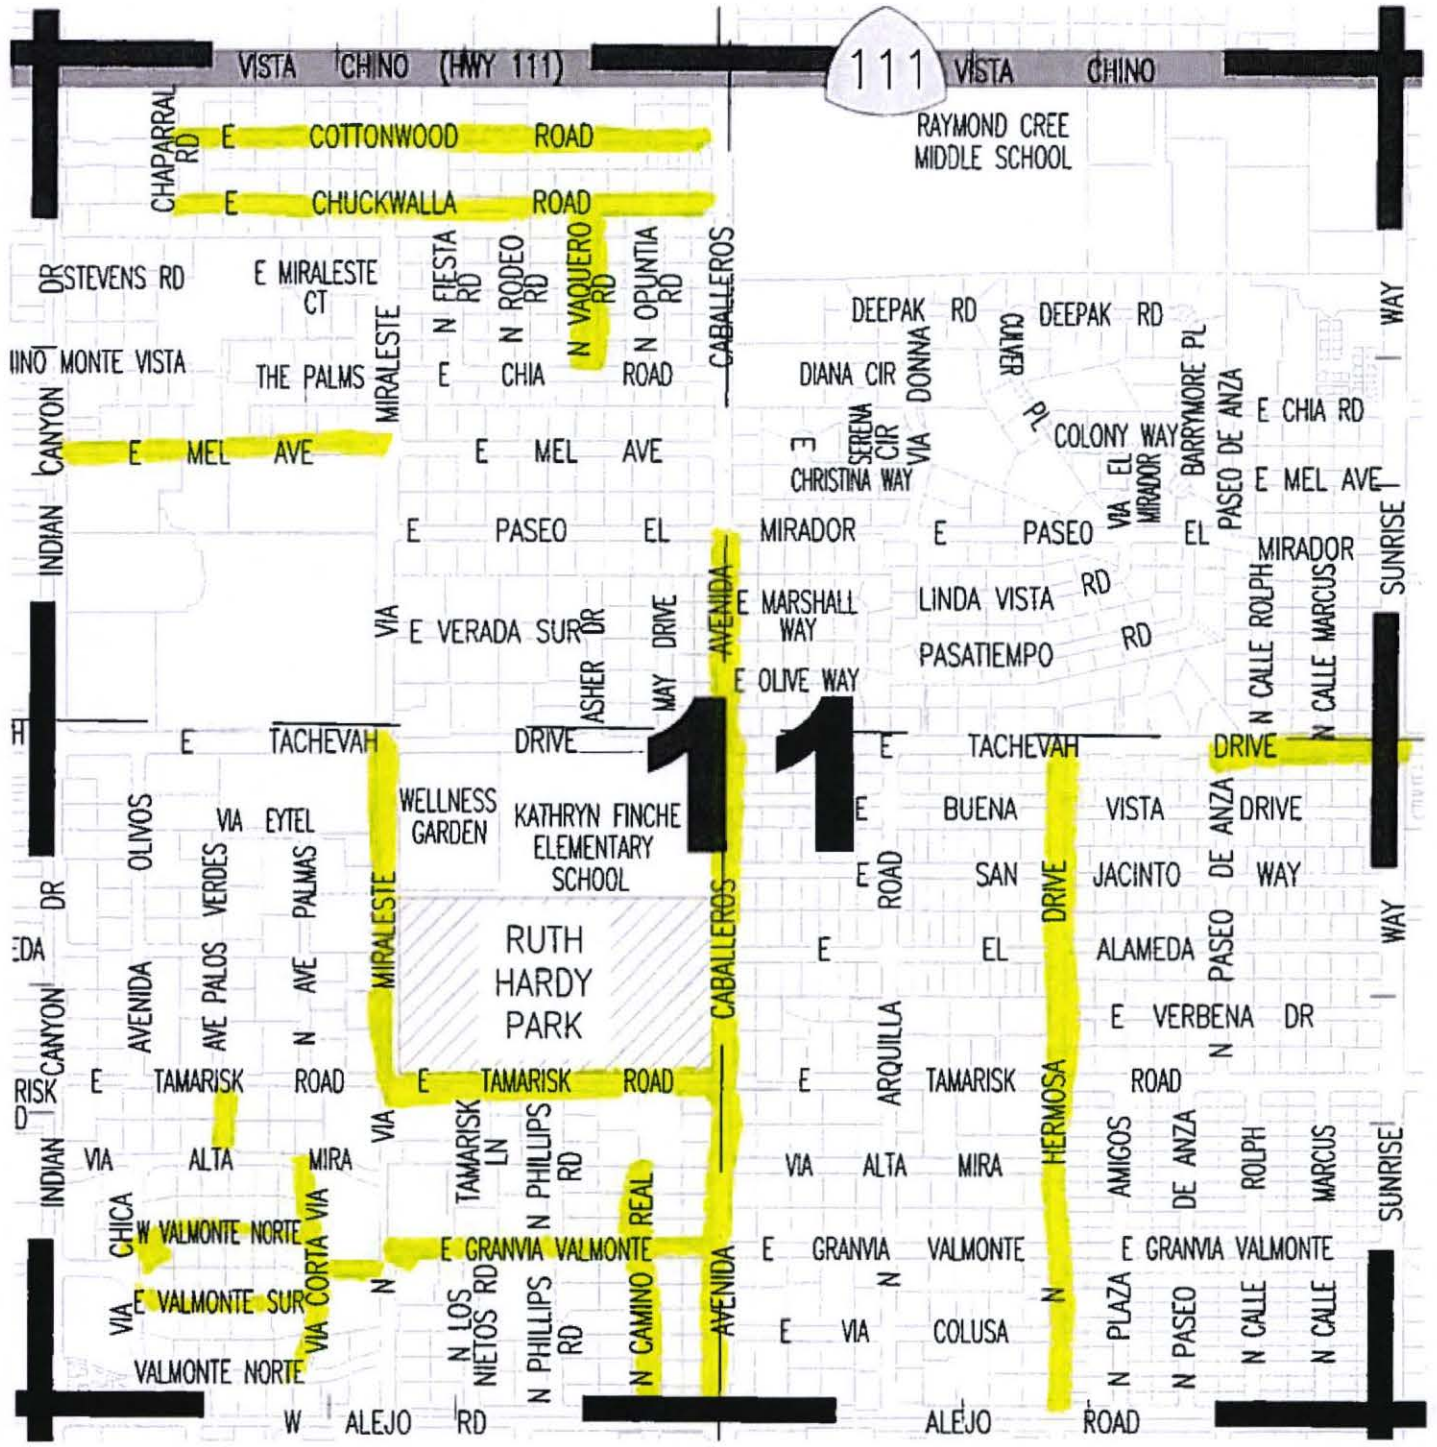 VISTA CHINO (HWY 111)
111
VISTA CHINO
CHAPARRAL RD
E COTTONWOOD ROAD
RAYMOND CREE
MIDDLE SCHOOL
E CHUCKWALLA ROAD
STEVENS RD
E MIRALESTE
CT
N FIESTA
RD
N RODEO
RD
N VAQUERO
RD
N OPUNTIA
RD
CABALLEROS
DR
WAY
DEEPAK RD
CULVER
PL
DEEPAK RD
INO MONTE VISTA
THE PALMS
MIRALESTE
E CHIA ROAD
DIANA CIR
VIA DONNA
BARRYMORE PL
PASEO DE ANZA
E CHIA RD
CANYON
E MEL AVE
E MEL AVE
E
SERENA
CIR
CHRISTINA WAY
COLONY WAY
VIA EL
MIRADOR
E MEL AVE
INDIAN
E PASEO EL MIRADOR
E PASEO EL MIRADOR
SUNRISE
VIA
E VERADA SUR
ASHER DR
MAY DRIVE
AVENIDA
E MARSHALL
WAY
LINDA VISTA RD
PASATIEMPO RD
E OLIVE WAY
N CALLE ROLPH
N CALLE MARCUS
H
E TACHEVAH DRIVE
11
E TACHEVAH DRIVE
AVENIDA OLIVOS
VIA EYTEL
AVE PALOS VERDES
N AVE PALMAS
MIRALESTE
WELLNESS
GARDEN
KATHRYN FINCHE
ELEMENTARY
SCHOOL
E BUENA VISTA DRIVE
E SAN JACINTO WAY
ARQUILLA ROAD
N HERMOSA DRIVE
N PASEO DE ANZA
DR
EDA
RUTH
HARDY
PARK
CABALLEROS
E EL ALAMEDA
WAY
CANYON
E VERBENA DR
RISK
D
E TAMARISK ROAD
E TAMARISK ROAD
E TAMARISK ROAD
INDIAN
VIA ALTA MIRA
N VIA
TAMARISK
LN
N PHILLIPS
RD
VIA ALTA MIRA
SUNRISE
VIA CHICA
W VALMONTE NORTE
VIA CORTA VIA
E GRANVIA VALMONTE
N CAMINO REAL
E GRANVIA VALMONTE
N
E GRANVIA VALMONTE
N PLAZA AMIGOS
N PASEO DE ANZA
N CALLE ROLPH
N CALLE MARCUS
E VALMONTE SUR
N LOS
NIETOS RD
N PHILLIPS
RD
AVENIDA
E VIA COLUSA
VALMONTE NORTE
W ALEJO RD
ALEJO ROAD